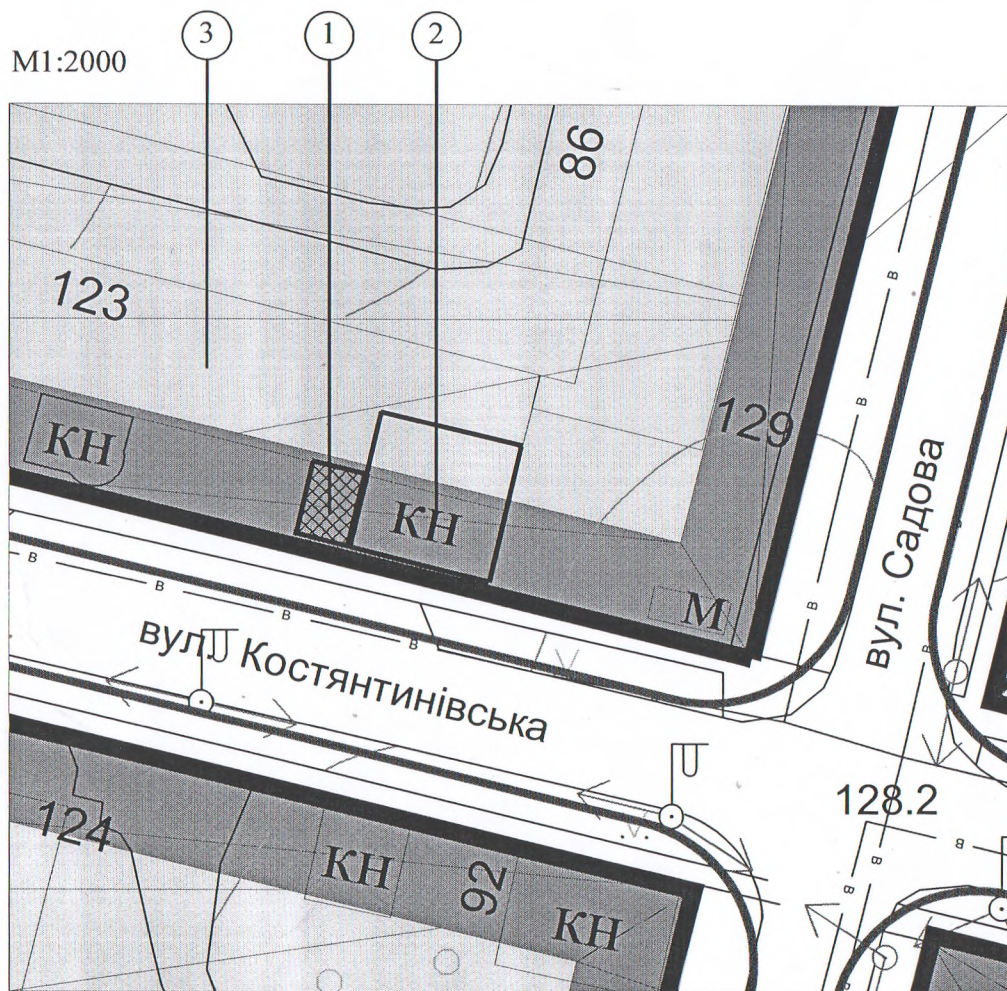 3 1 2
М1:2000
86
123
129
КН
КН
М
вул. Садова
в в в в
в в в в
вул. Костянтинівська
128.2
124
КН
92
КН
в в в в